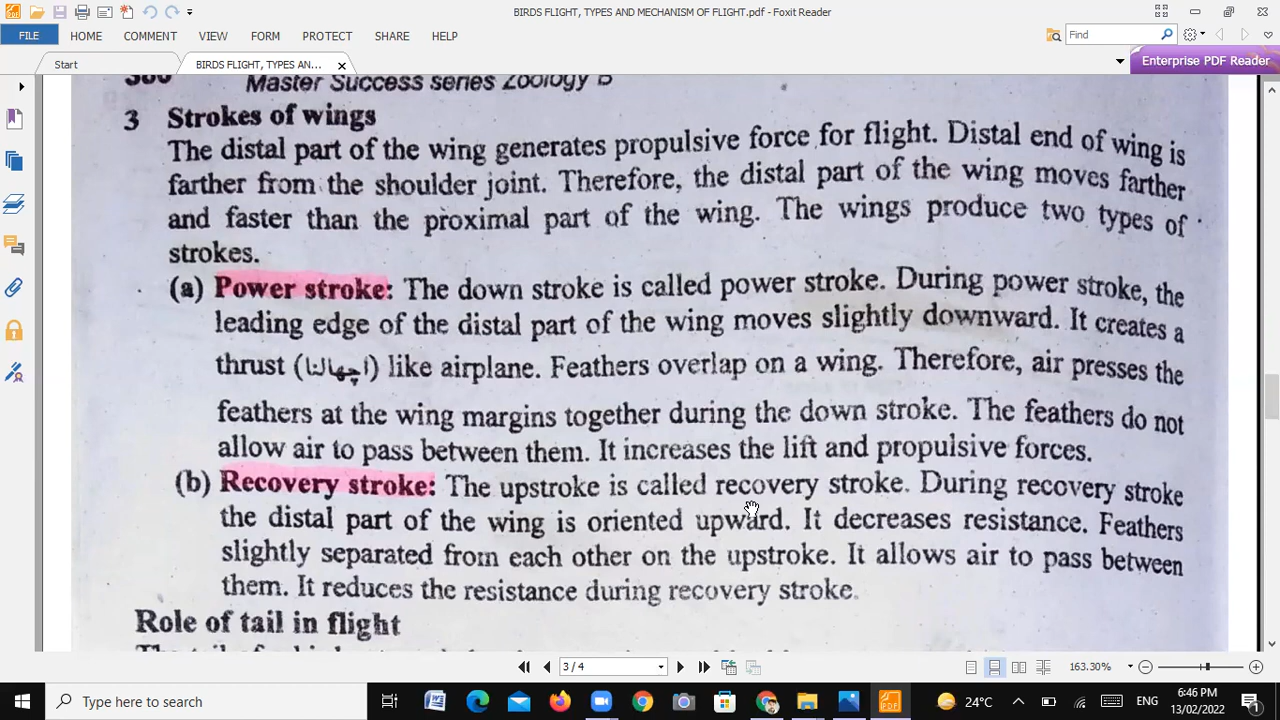 BIRDS FLIGHT, TYPES AND MECHANISM OF FLIGHT.pdf - Foxit Reader
FILE HOME COMMENT VIEW FORM PROTECT SHARE HELP
Find
Start
BIRDS FLIGHT, TYPES AN...
Enterprise PDF Reader
380 Master Success series Zoology B
3 Strokes of wings
The distal part of the wing generates propulsive force for flight. Distal end of wing is
farther from the shoulder joint. Therefore, the distal part of the wing moves farther
and faster than the proximal part of the wing. The wings produce two types of
strokes.
(a) Power stroke: The down stroke is called power stroke. During power stroke, the
leading edge of the distal part of the wing moves slightly downward. It creates a
thrust (اچھالنا) like airplane. Feathers overlap on a wing. Therefore, air presses the
feathers at the wing margins together during the down stroke. The feathers do not
allow air to pass between them. It increases the lift and propulsive forces.
(b) Recovery stroke: The upstroke is called recovery stroke. During recovery stroke
the distal part of the wing is oriented upward. It decreases resistance. Feathers
slightly separated from each other on the upstroke. It allows air to pass between
them. It reduces the resistance during recovery stroke.
Role of tail in flight
3 / 4
163.30%
Type here to search
24°C
ENG
6:46 PM
13/02/2022